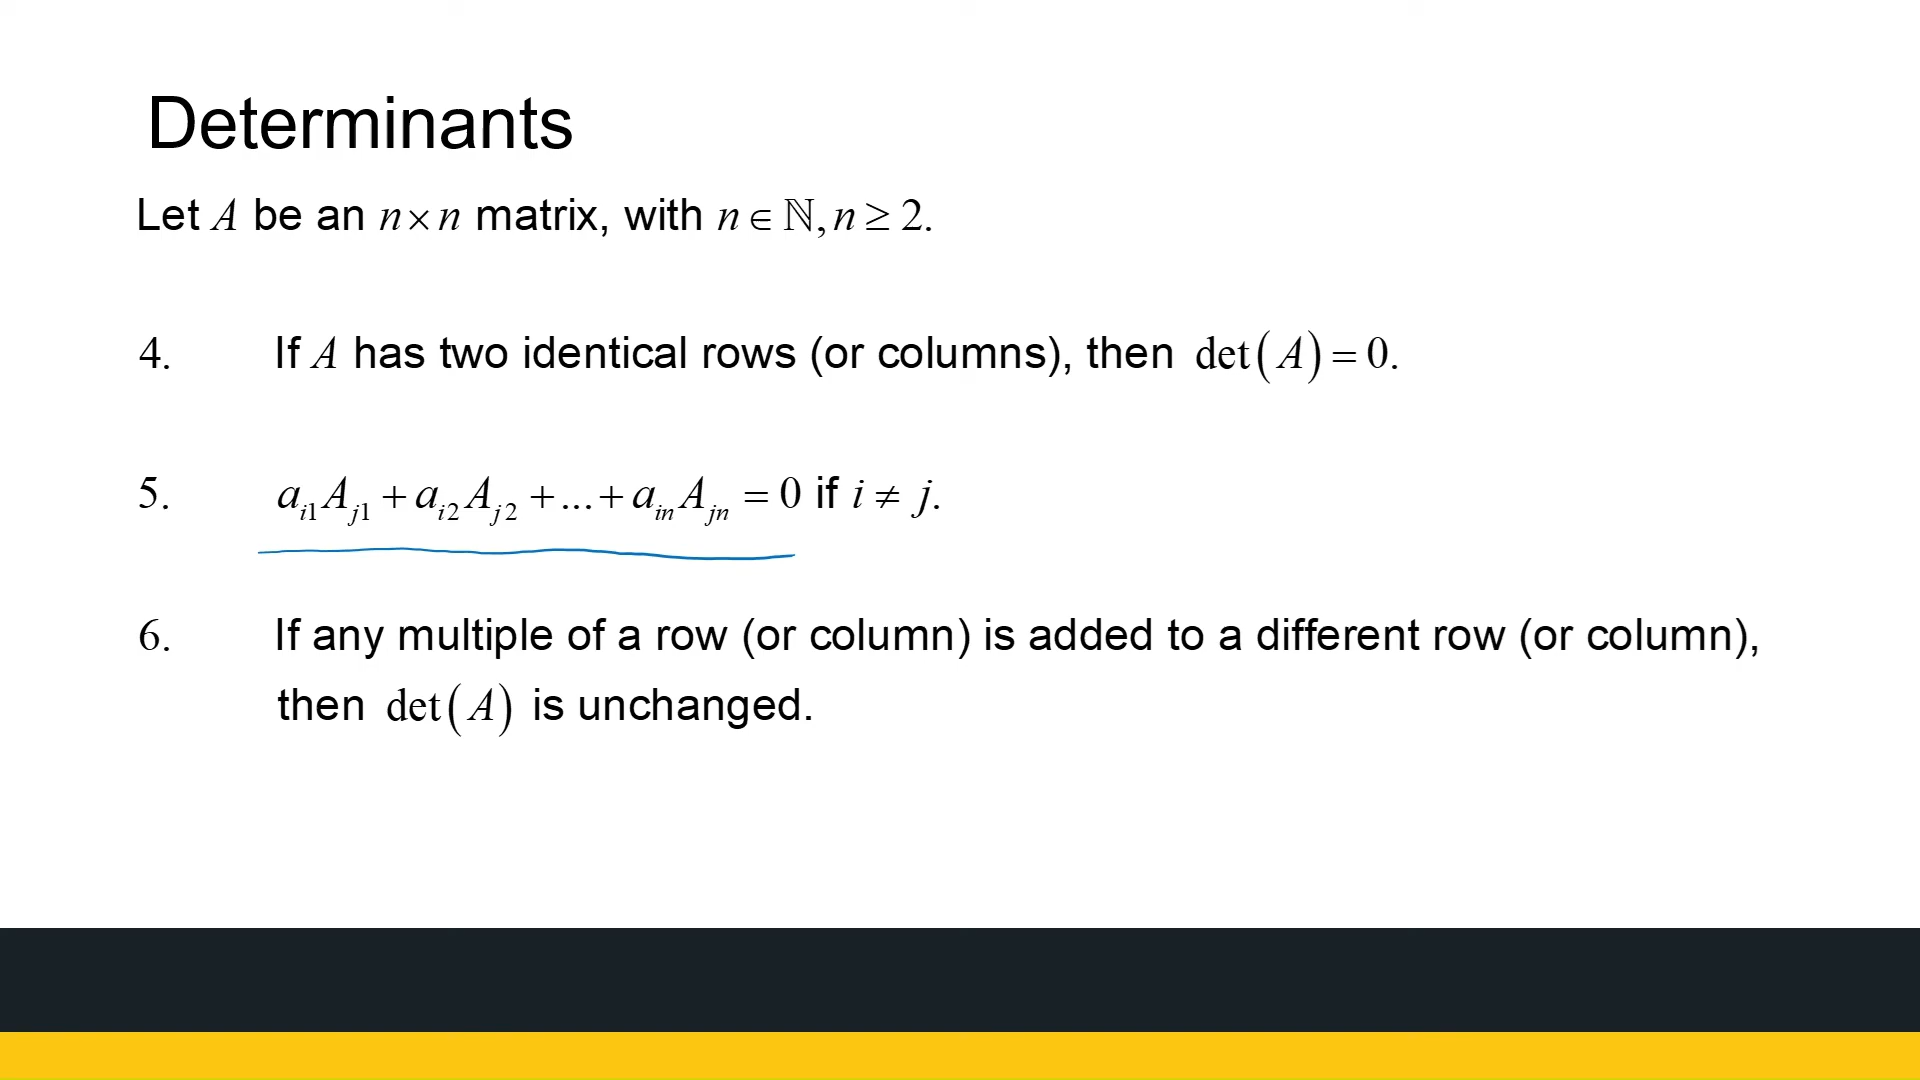 Determinants
Let A be an n×n matrix, with n ∈ ℕ, n ≥ 2.
4. If A has two identical rows (or columns), then det(A) = 0.
5. a_{i1}A_{j1} + a_{i2}A_{j2} + ... + a_{in}A_{jn} = 0 if i ≠ j.
6. If any multiple of a row (or column) is added to a different row (or column),
then det(A) is unchanged.